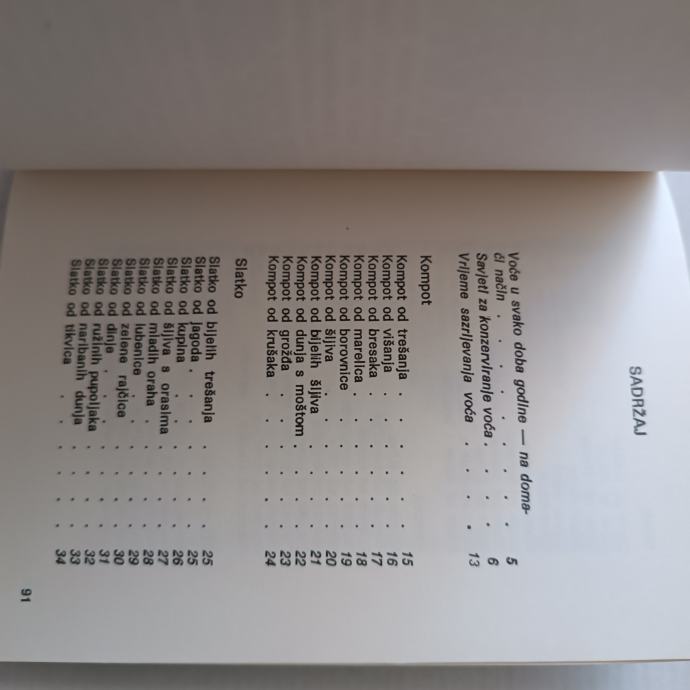 SADRŽAJ
Voće u svako doba godine — na doma-
ći način . . . . . . . . 5
Savjeti za konzerviranje voća . . . . 6
Vrijeme sazrijevanja voća . . . . 13
Kompot
Kompot od trešanja . . . . 15
Kompot od višanja . . . . 16
Kompot od bresaka . . . . 17
Kompot od marelica . . . . 18
Kompot od borovnice . . . . 19
Kompot od šljiva . . . . 20
Kompot od bijelih šljiva . . . . 21
Kompot od dunja s moštom . . . 22
Kompot od grožđa . . . . 23
Kompot od krušaka . . . . 24
Slatko
Slatko od bijelih trešanja . . . 25
Slatko od jagoda . . . . . 25
Slatko od kupina . . . . . 26
Slatko od šljiva s orasima . . . 27
Slatko od mladih oraha . . . . 28
Slatko od lubenice . . . . . 29
Slatko od zelene rajčice . . . . 30
Slatko od dinje . . . . . 31
Slatko od ružinih pupoljaka . . . 32
Slatko od naribanih dunja . . . 33
Slatko od tikvica . . . . . 34
91